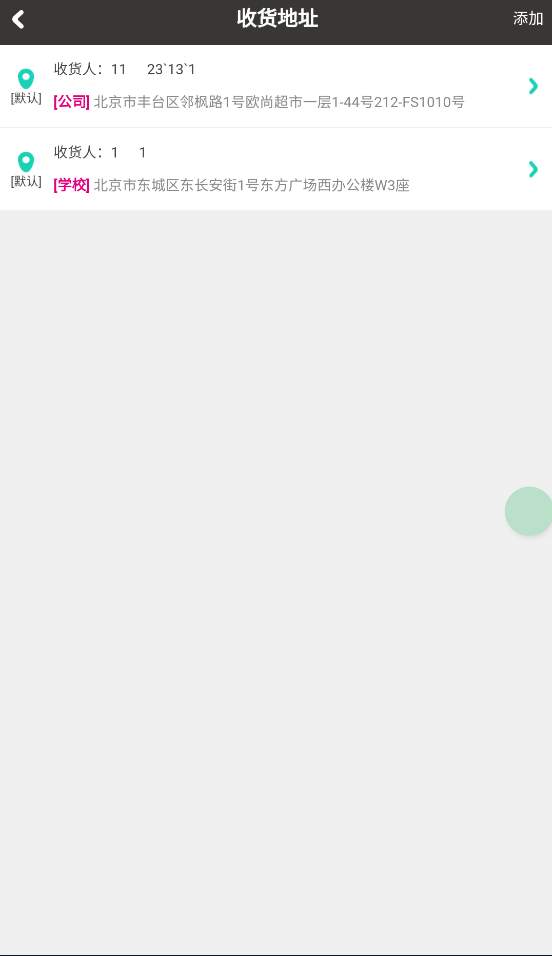 收货地址 添加
收货人：11 23`13`1
[默认]
[公司] 北京市丰台区邻枫路1号欧尚超市一层1-44号212-FS1010号
收货人：1 1
[默认]
[学校] 北京市东城区东长安街1号东方广场西办公楼W3座